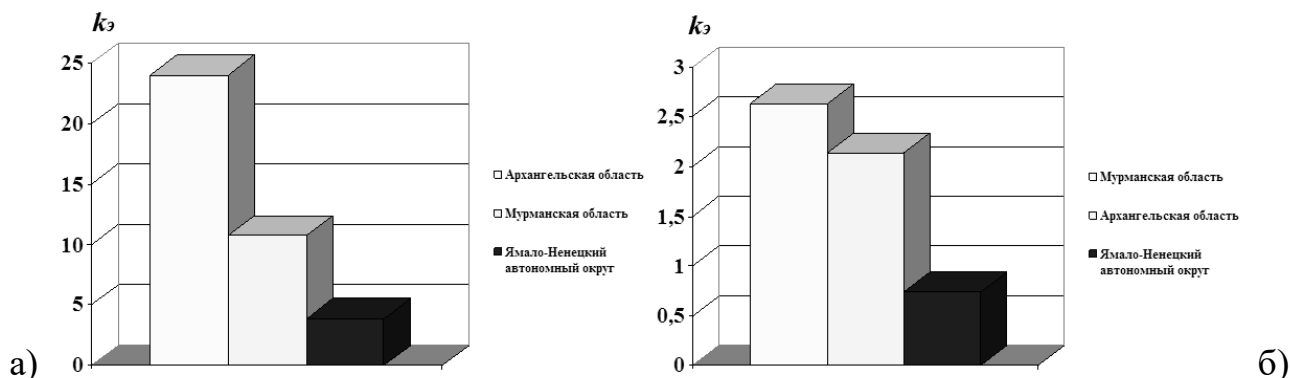 kэ
25
20
15
10
5
0
Архангельская область
Мурманская область
Ямало-Ненецкий
автономный округ
а)
kэ
3
2,5
2
1,5
1
0,5
0
Мурманская область
Архангельская область
Ямало-Ненецкий
автономный округ
б)